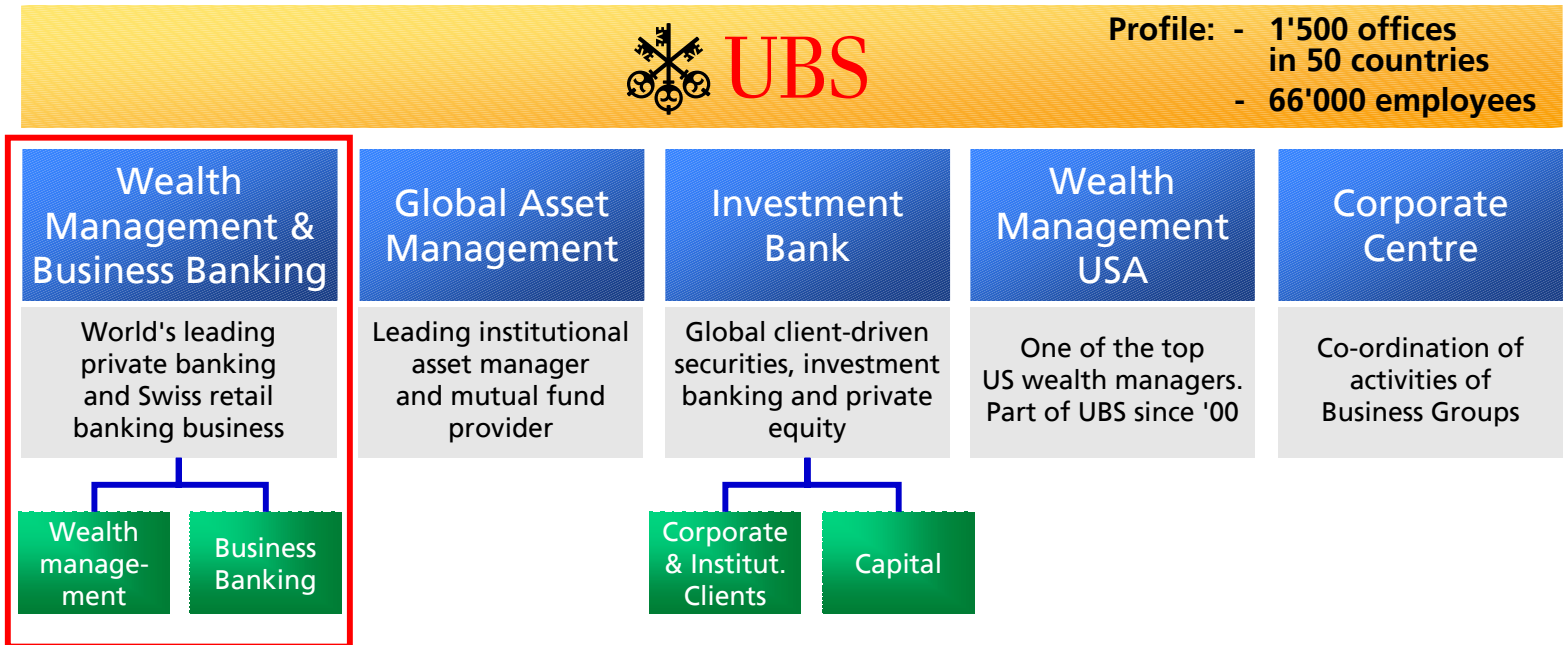 UBS
Profile: - 1'500 offices
in 50 countries
- 66'000 employees
Wealth
Management &
Business Banking
World's leading
private banking
and Swiss retail
banking business
Wealth
manage-
ment
Business
Banking
Global Asset
Management
Leading institutional
asset manager
and mutual fund
provider
Investment
Bank
Global client-driven
securities, investment
banking and private
equity
Corporate
& Institut.
Clients
Capital
Wealth
Management
USA
One of the top
US wealth managers.
Part of UBS since '00
Corporate
Centre
Co-ordination of
activities of
Business Groups